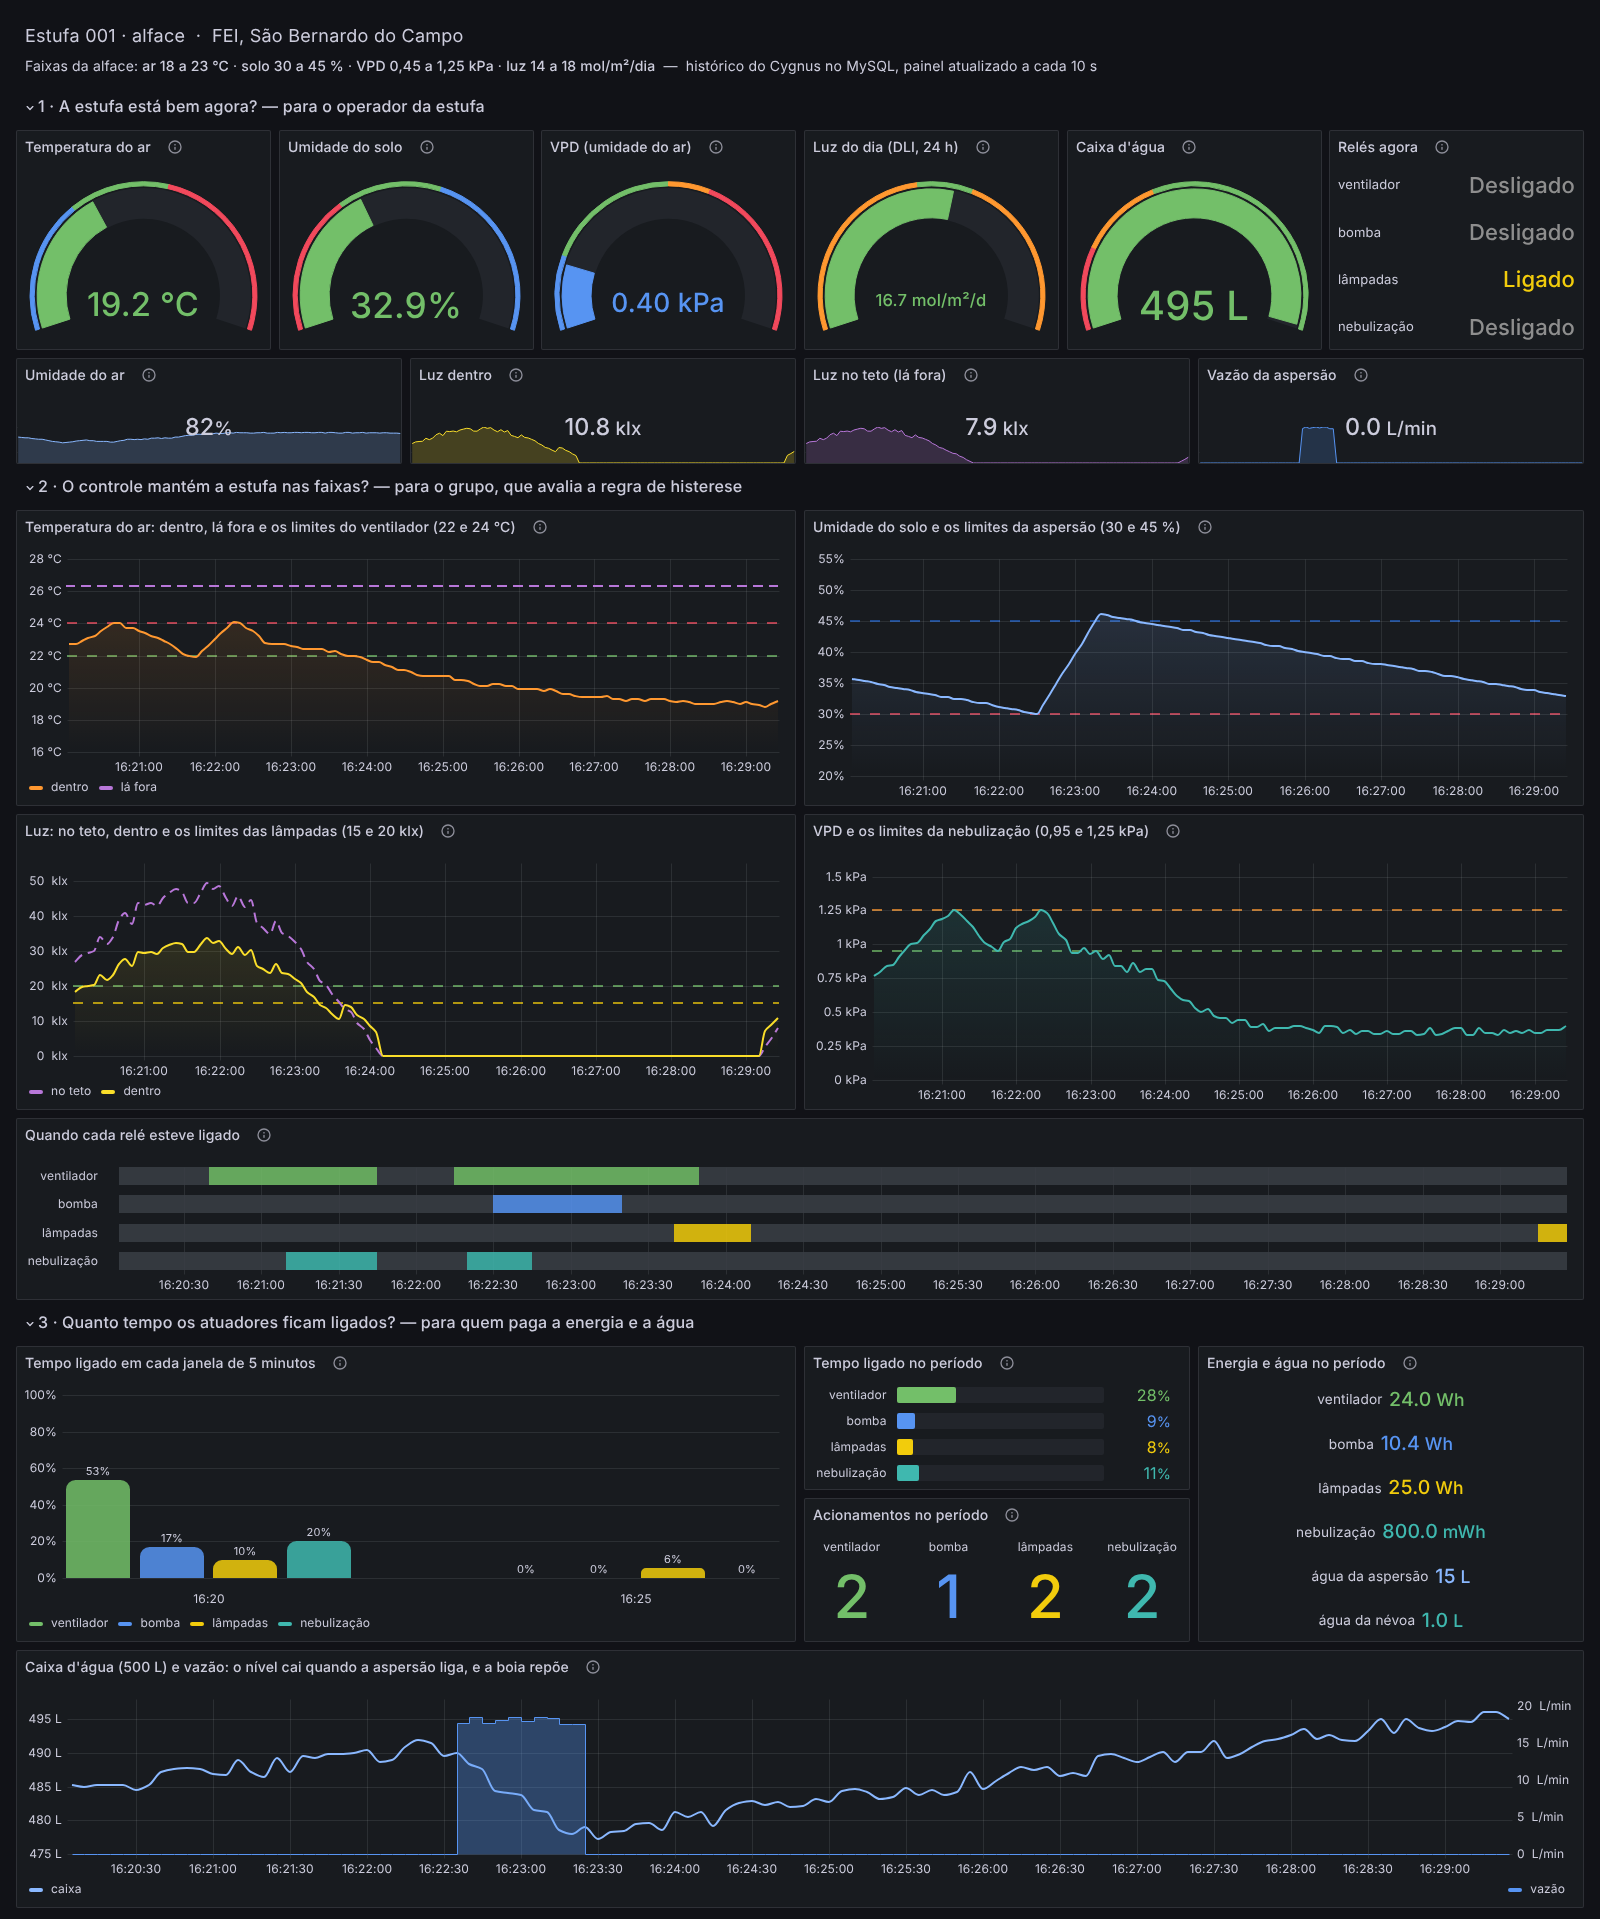 Estufa 001 · alface · FEI, São Bernardo do Campo
Faixas da alface: ar 18 a 23 °C · solo 30 a 45 % · VPD 0,45 a 1,25 kPa · luz 14 a 18 mol/m²/dia — histórico do Cygnus no MySQL, painel atualizado a cada 10 s
1 · A estufa está bem agora? — para o operador da estufa
Temperatura do ar
19.2 °C
Umidade do solo
32.9%
VPD (umidade do ar)
0.40 kPa
Luz do dia (DLI, 24 h)
16.7 mol/m²/d
Caixa d'água
495 L
Relés agora
ventilador Desligado
bomba Desligado
lâmpadas Ligado
nebulização Desligado
Umidade do ar
82%
Luz dentro
10.8 klx
Luz no teto (lá fora)
7.9 klx
Vazão da aspersão
0.0 L/min
2 · O controle mantém a estufa nas faixas? — para o grupo, que avalia a regra de histerese
Temperatura do ar: dentro, lá fora e os limites do ventilador (22 e 24 °C)
28 °C
26 °C
24 °C
22 °C
20 °C
18 °C
16 °C
16:21:00 16:22:00 16:23:00 16:24:00 16:25:00 16:26:00 16:27:00 16:28:00 16:29:00
dentro lá fora
Umidade do solo e os limites da aspersão (30 e 45 %)
55%
50%
45%
40%
35%
30%
25%
20%
16:21:00 16:22:00 16:23:00 16:24:00 16:25:00 16:26:00 16:27:00 16:28:00 16:29:00
Luz: no teto, dentro e os limites das lâmpadas (15 e 20 klx)
50 klx
40 klx
30 klx
20 klx
10 klx
0 klx
16:21:00 16:22:00 16:23:00 16:24:00 16:25:00 16:26:00 16:27:00 16:28:00 16:29:00
no teto dentro
VPD e os limites da nebulização (0,95 e 1,25 kPa)
1.5 kPa
1.25 kPa
1 kPa
0.75 kPa
0.5 kPa
0.25 kPa
0 kPa
16:21:00 16:22:00 16:23:00 16:24:00 16:25:00 16:26:00 16:27:00 16:28:00 16:29:00
Quando cada relé esteve ligado
ventilador
bomba
lâmpadas
nebulização
16:20:30 16:21:00 16:21:30 16:22:00 16:22:30 16:23:00 16:23:30 16:24:00 16:24:30 16:25:00 16:25:30 16:26:00 16:26:30 16:27:00 16:27:30 16:28:00 16:28:30 16:29:00
3 · Quanto tempo os atuadores ficam ligados? — para quem paga a energia e a água
Tempo ligado em cada janela de 5 minutos
100%
80%
60%
40%
20%
0%
53% 17% 10% 20% 0% 0% 6% 0%
16:20 16:25
ventilador bomba lâmpadas nebulização
Tempo ligado no período
ventilador 28%
bomba 9%
lâmpadas 8%
nebulização 11%
Acionamentos no período
ventilador bomba lâmpadas nebulização
2 1 2 2
Energia e água no período
ventilador 24.0 Wh
bomba 10.4 Wh
lâmpadas 25.0 Wh
nebulização 800.0 mWh
água da aspersão 15 L
água da névoa 1.0 L
Caixa d'água (500 L) e vazão: o nível cai quando a aspersão liga, e a boia repõe
495 L
490 L
485 L
480 L
475 L
20 L/min
15 L/min
10 L/min
5 L/min
0 L/min
16:20:30 16:21:00 16:21:30 16:22:00 16:22:30 16:23:00 16:23:30 16:24:00 16:24:30 16:25:00 16:25:30 16:26:00 16:26:30 16:27:00 16:27:30 16:28:00 16:28:30 16:29:00
caixa vazão